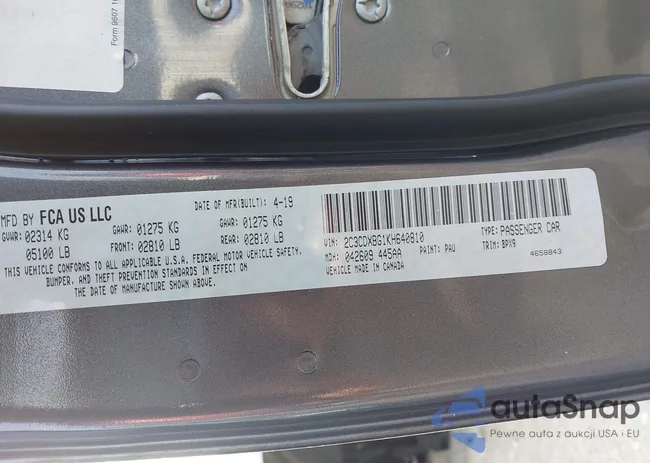 Form 9607
MFD BY FCA US LLC
DATE OF MFR(BUILT): 4-19
GVWR: 02314 KG
GAWR: 01275 KG
GAWR: 01275 KG
05100 LB
FRONT: 02810 LB
REAR: 02810 LB
THIS VEHICLE CONFORMS TO ALL APPLICABLE U.S.A. FEDERAL MOTOR VEHICLE SAFETY,
BUMPER, AND THEFT PREVENTION STANDARDS IN EFFECT ON
THE DATE OF MANUFACTURE SHOWN ABOVE.
VIN: 2C3CDXBG1KH640810
TYPE: PASSENGER CAR
MDH: 042609 445AA
PAINT: PAU
TRIM: BPX9
VEHICLE MADE IN CANADA
4658843
autaSnap
Pewne auta z aukcji USA i EU